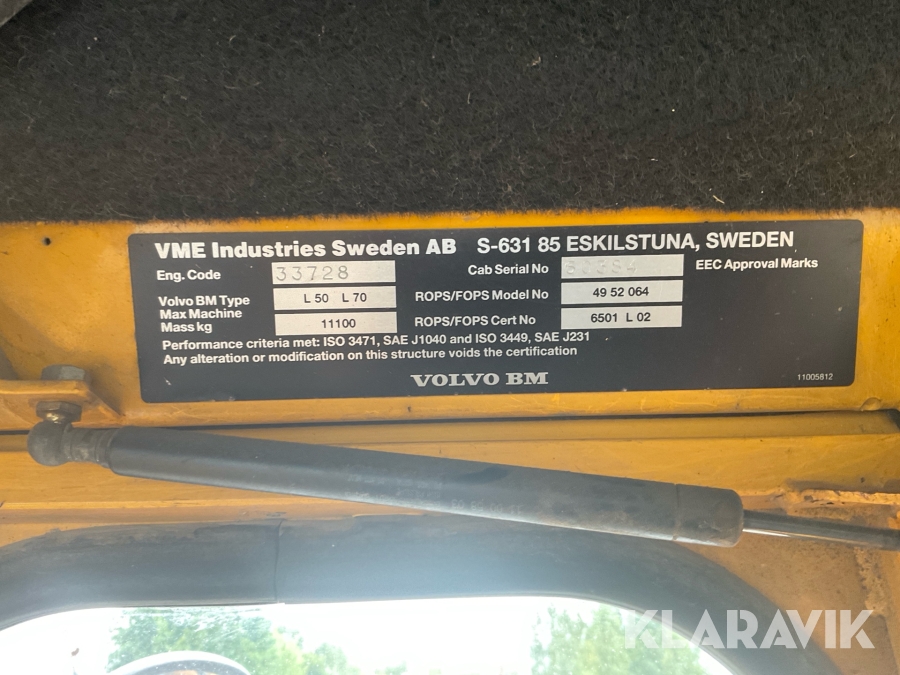 VME Industries Sweden AB S-631 85 ESKILSTUNA, SWEDEN
Eng. Code 33728 Cab Serial No EEC Approval Marks
Volvo BM Type L 50 L 70 ROPS/FOPS Model No 49 52 064
Max Machine
Mass kg 11100 ROPS/FOPS Cert No 6501 L 02
Performance criteria met: ISO 3471, SAE J1040 and ISO 3449, SAE J231
Any alteration or modification on this structure voids the certification
VOLVO BM 11005812
KLARAVIK